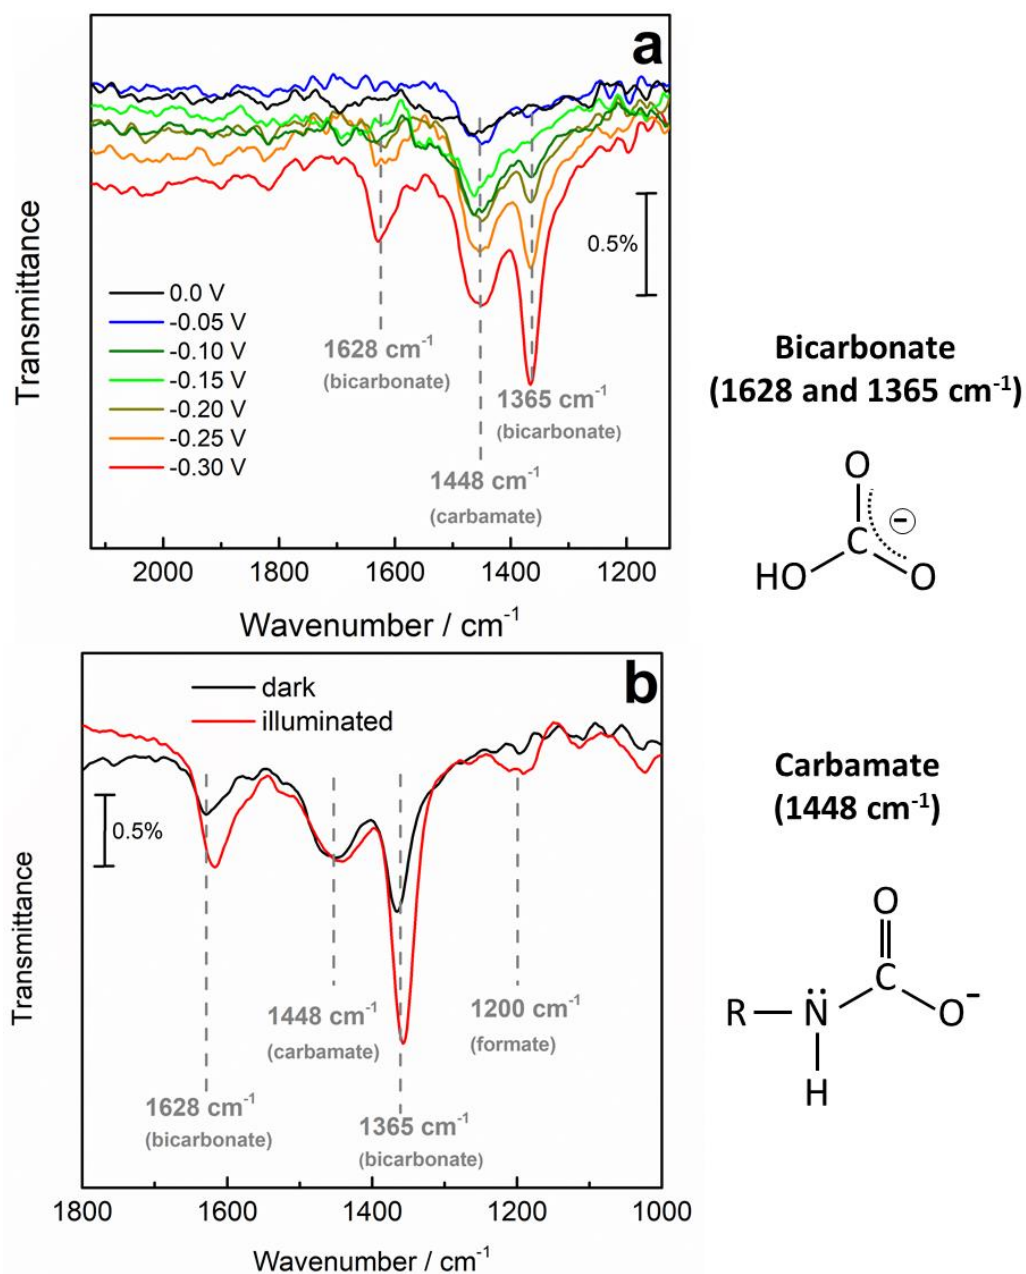 a
Transmittance
0.5%
0.0 V
-0.05 V
-0.10 V
-0.15 V
-0.20 V
-0.25 V
-0.30 V
1628 cm⁻¹
(bicarbonate)
1365 cm⁻¹
(bicarbonate)
1448 cm⁻¹
(carbamate)
2000 1800 1600 1400 1200
Wavenumber / cm⁻¹
Bicarbonate
(1628 and 1365 cm⁻¹)
O
C
−
HO O
b
dark
illuminated
Transmittance
0.5%
1448 cm⁻¹
(carbamate)
1200 cm⁻¹
(formate)
1628 cm⁻¹
(bicarbonate)
1365 cm⁻¹
(bicarbonate)
1800 1600 1400 1200 1000
Wavenumber / cm⁻¹
Carbamate
(1448 cm⁻¹)
O
C
R N̈ O⁻
H